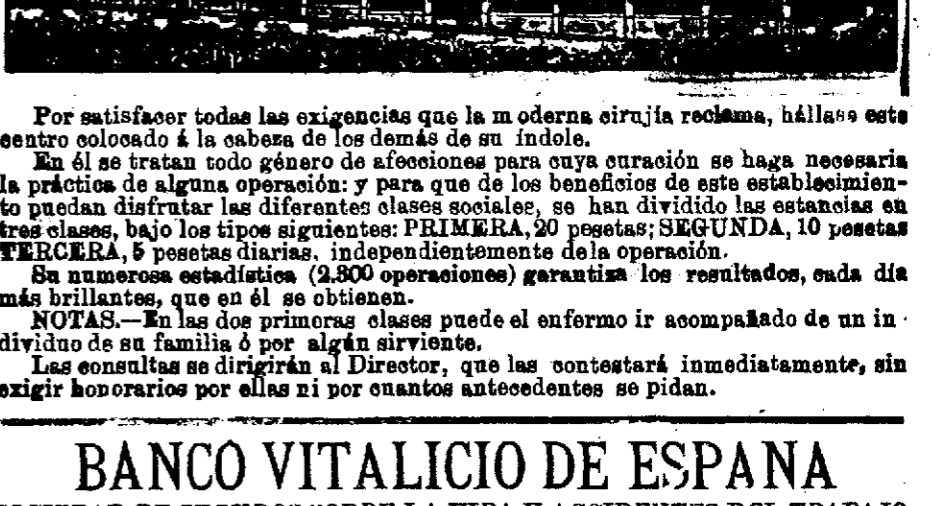 Por satisfacer todas las exigencias que la m oderna cirujía reclama, hállase este
centro colocado á la cabeza de los demás de su índole.
En él se tratan todo género de afecciones para cuya curación se haga necesaria
la práctica de alguna operación: y para que de los beneficios de este establecimien-
to puedan disfrutar las diferentes clases sociales, se han dividido las estancias en
tres clases, bajo los tipos siguientes: PRIMERA, 20 pesetas; SEGUNDA, 10 pesetas
TERCERA, 5 pesetas diarias, independientemente dela operación.
Su numerosa estadística (2.800 operaciones) garantiza los resultados, cada día
más brillantes, que en él se obtienen.
NOTAS.—En las dos primeras clases puede el enfermo ir acompañado de un in-
dividuo de su familia ó por algún sirviente.
Las consultas se dirigirán al Director, que las contestará inmediatamente, sin
exigir honorarios por ellas ni por cuantos antecedentes se pidan.
BANCO VITALICIO DE ESPANA